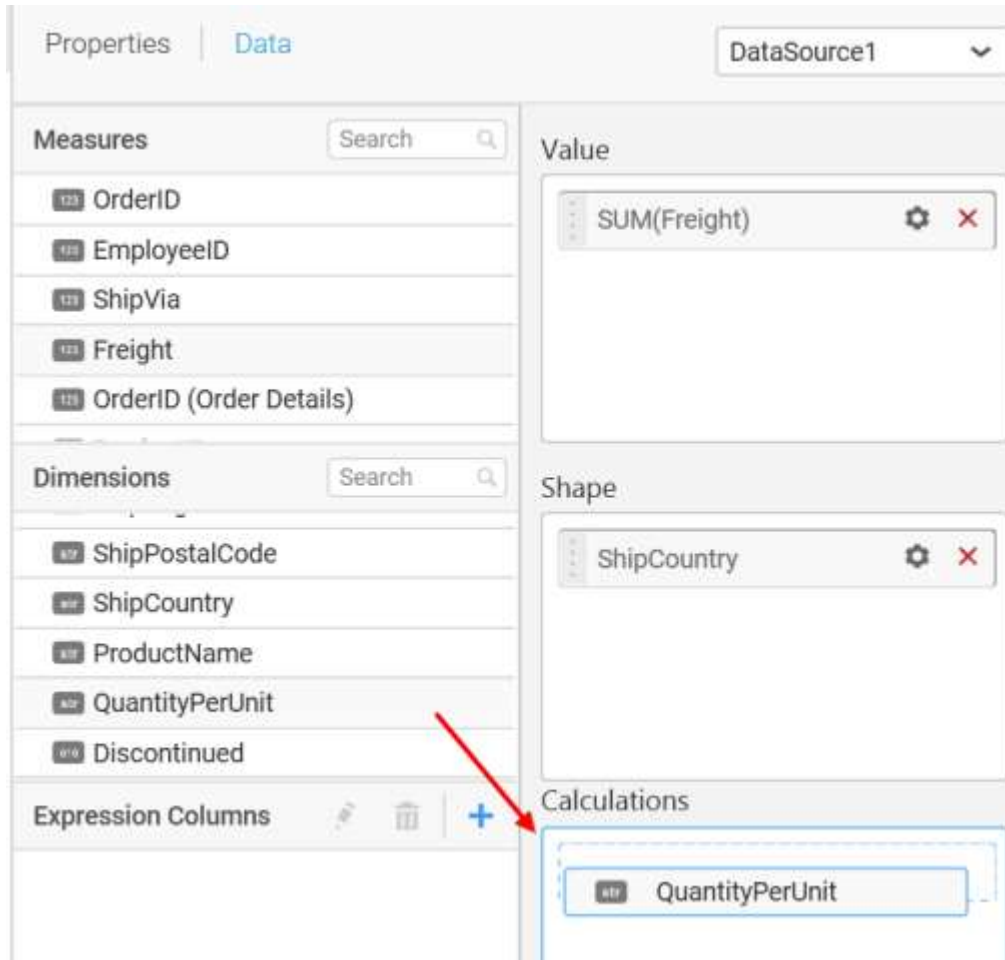 Properties | Data
DataSource1
Measures
Search
OrderID
EmployeeID
ShipVia
Freight
OrderID (Order Details)
Dimensions
Search
ShipPostalCode
ShipCountry
ProductName
QuantityPerUnit
Discontinued
Expression Columns
Value
SUM(Freight)
Shape
ShipCountry
Calculations
QuantityPerUnit